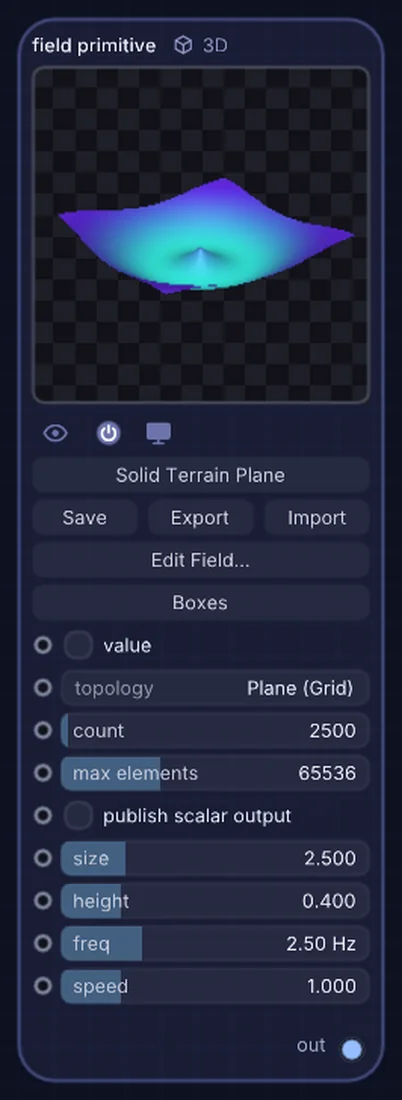 field primitive 3D
Solid Terrain Plane
Save Export Import
Edit Field...
Boxes
value
topology Plane (Grid)
count 2500
max elements 65536
publish scalar output
size 2.500
height 0.400
freq 2.50 Hz
speed 1.000
out